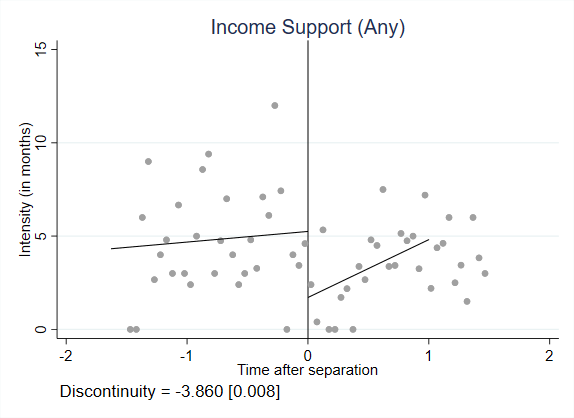 Income Support (Any)
15
10
5
0
Intensity (in months)
-2 -1 0 1 2
Time after separation
Discontinuity = -3.860 [0.008]